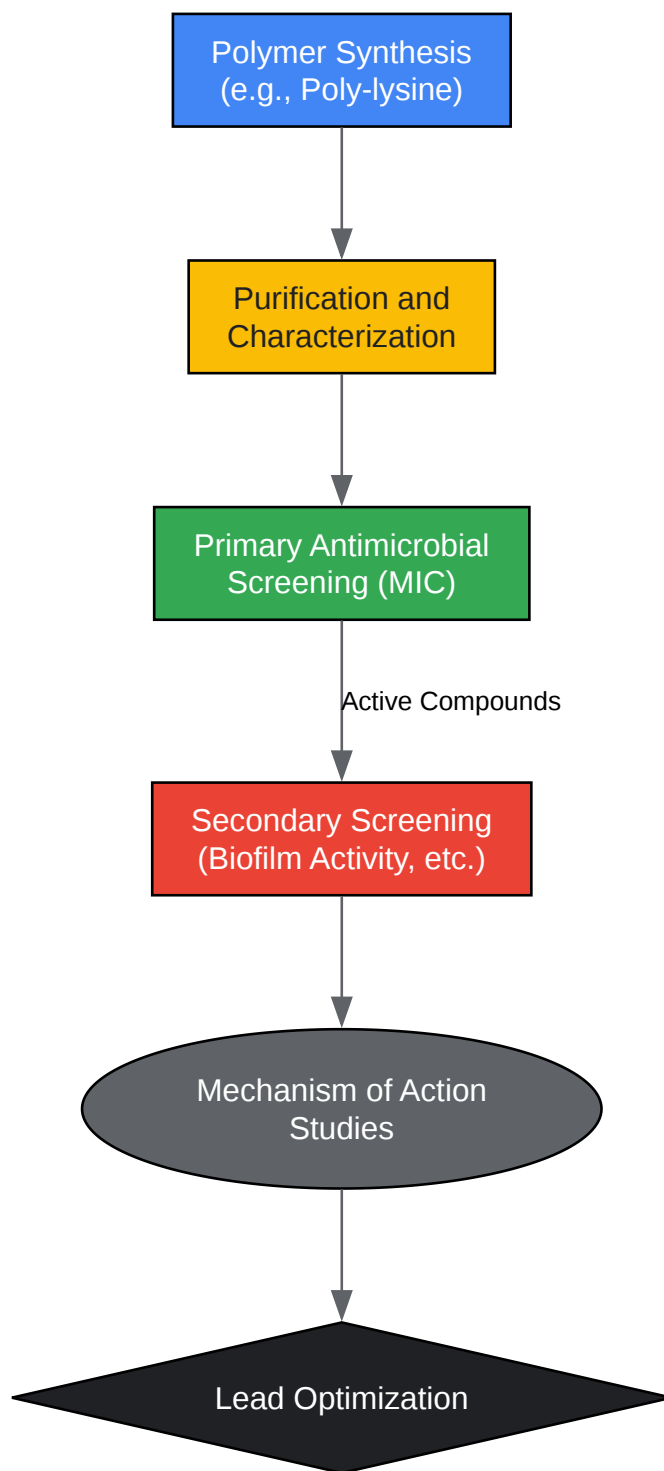 Polymer Synthesis
(e.g., Poly-lysine)
Purification and
Characterization
Primary Antimicrobial
Screening (MIC)
Active Compounds
Secondary Screening
(Biofilm Activity, etc.)
Mechanism of Action
Studies
Lead Optimization